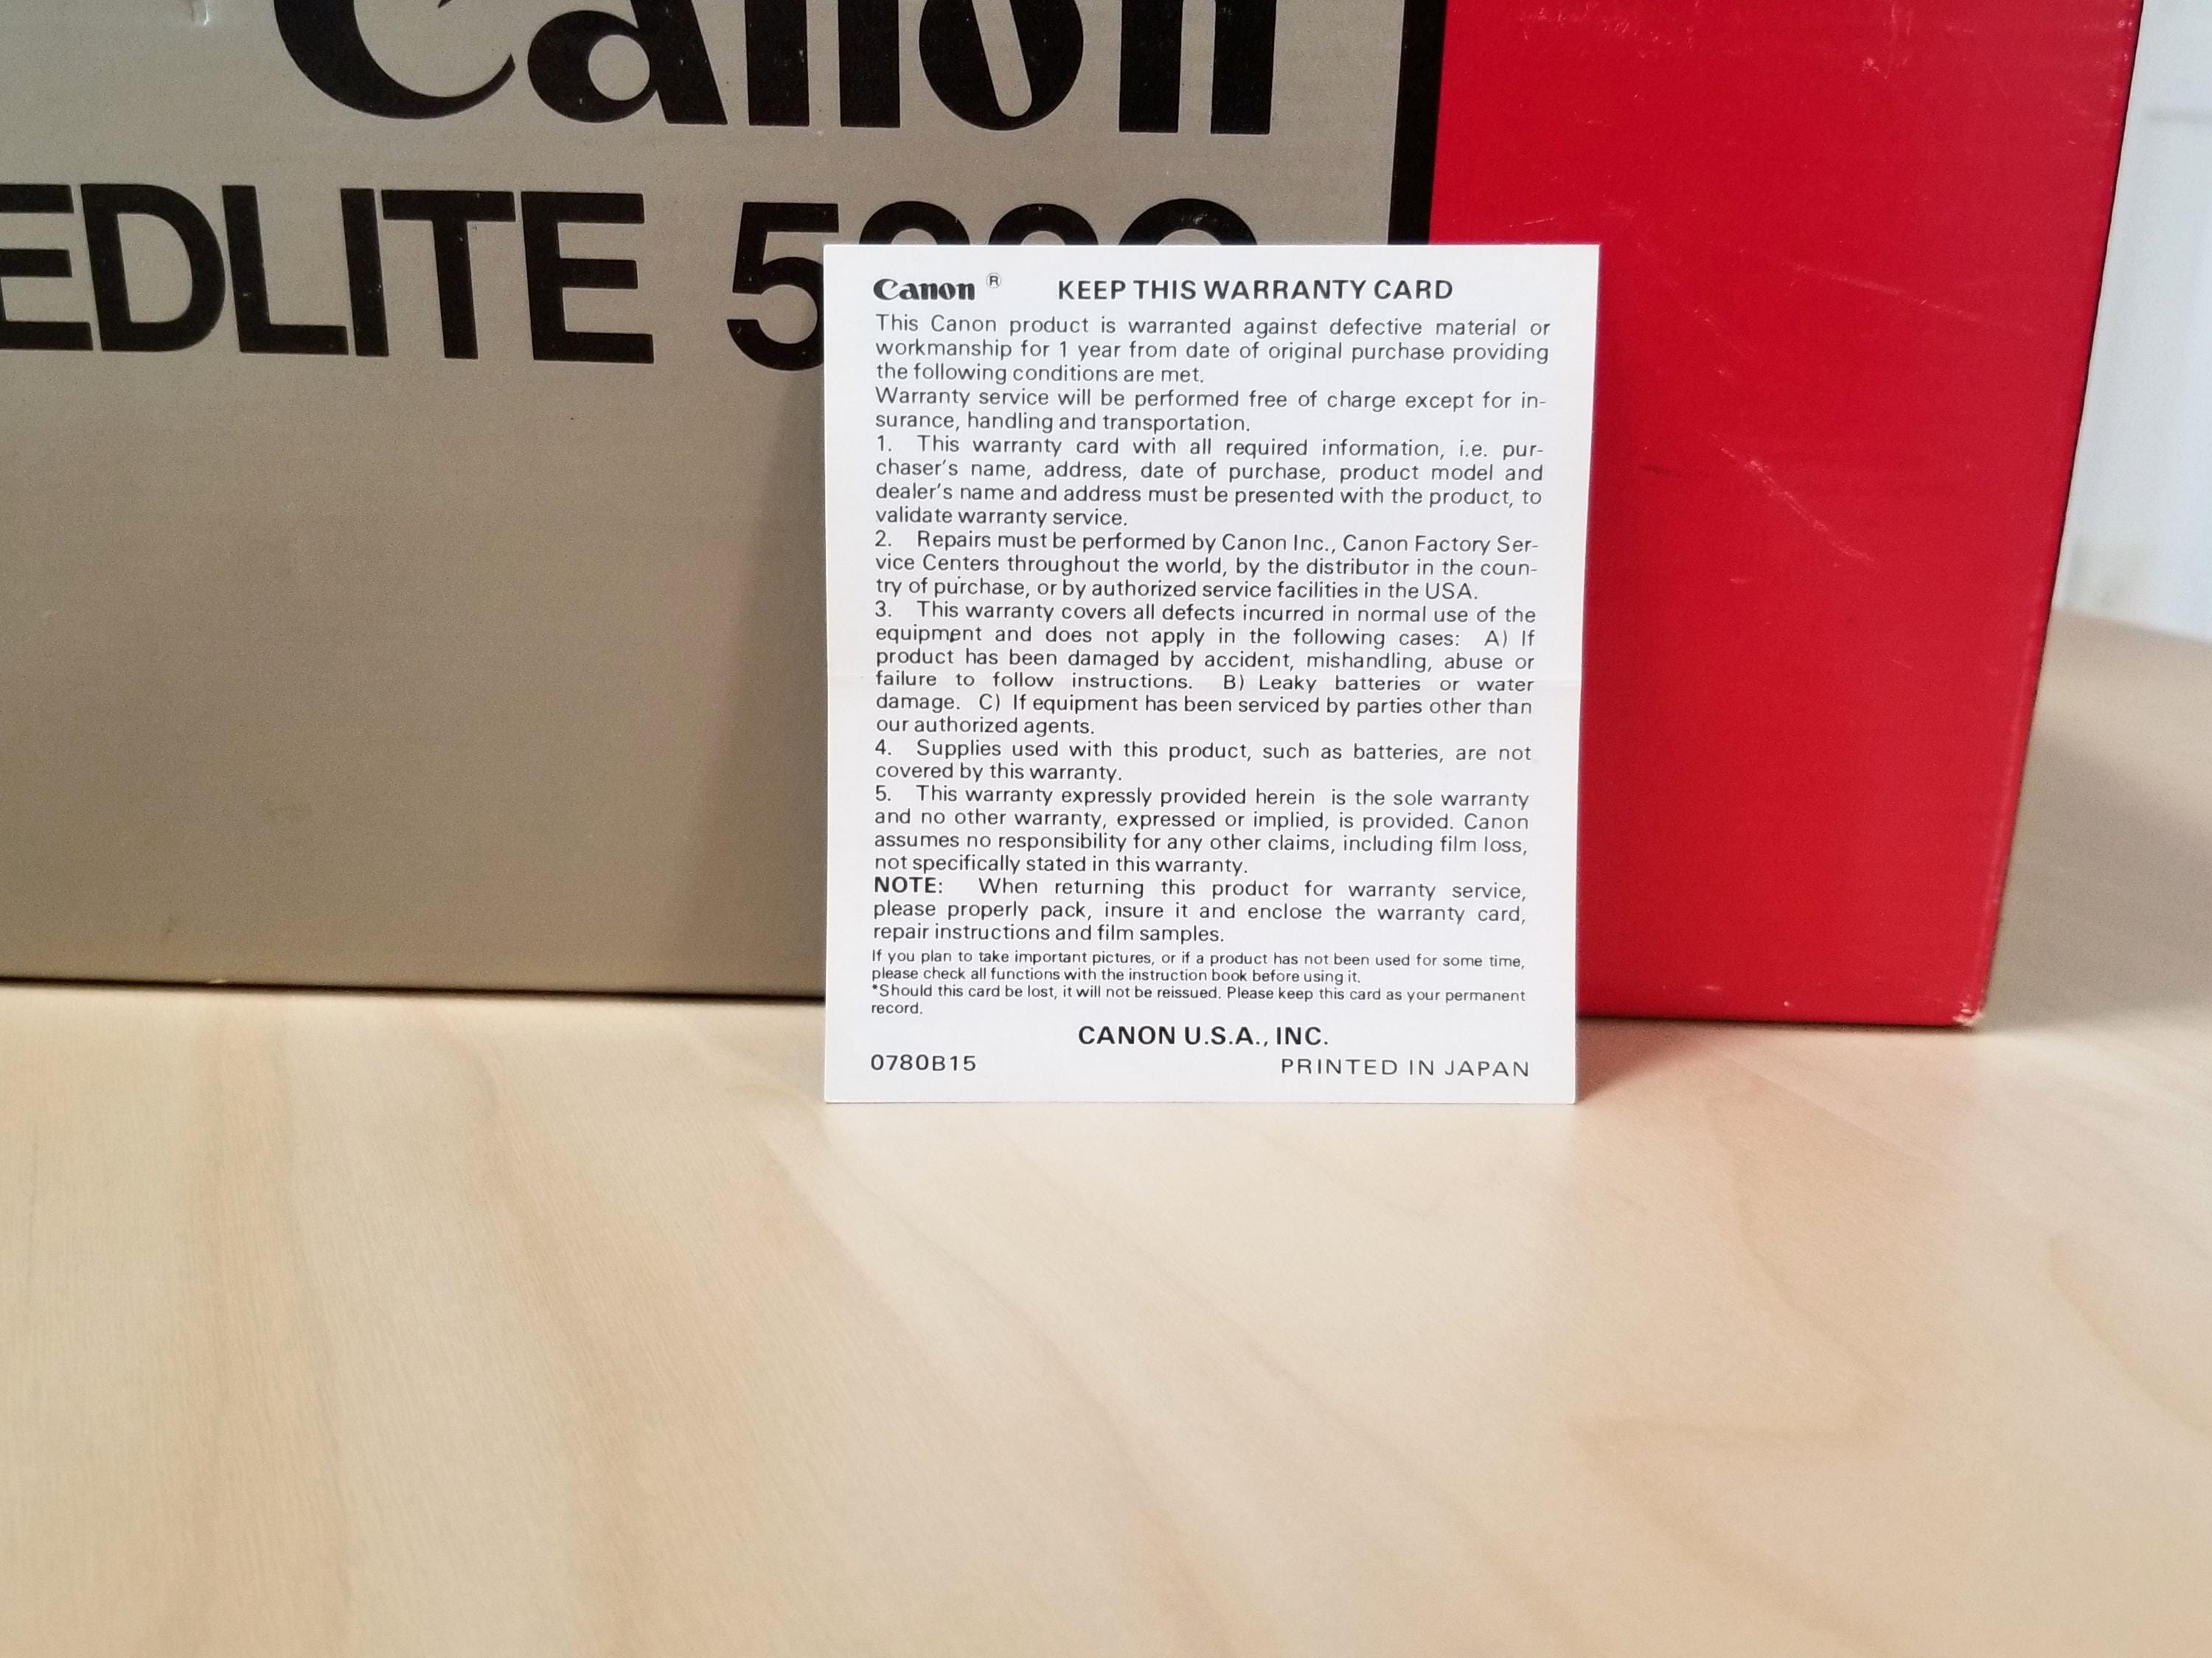 Canon
EDLITE
Canon ® KEEP THIS WARRANTY CARD
This Canon product is warranted against defective material or
workmanship for 1 year from date of original purchase providing
the following conditions are met.
Warranty service will be performed free of charge except for in-
surance, handling and transportation.
1. This warranty card with all required information, i.e. pur-
chaser's name, address, date of purchase, product model and
dealer's name and address must be presented with the product, to
validate warranty service.
2. Repairs must be performed by Canon Inc., Canon Factory Ser-
vice Centers throughout the world, by the distributor in the coun-
try of purchase, or by authorized service facilities in the USA.
3. This warranty covers all defects incurred in normal use of the
equipment and does not apply in the following cases: A) If
product has been damaged by accident, mishandling, abuse or
failure to follow instructions. B) Leaky batteries or water
damage. C) If equipment has been serviced by parties other than
our authorized agents.
4. Supplies used with this product, such as batteries, are not
covered by this warranty.
5. This warranty expressly provided herein is the sole warranty
and no other warranty, expressed or implied, is provided. Canon
assumes no responsibility for any other claims, including film loss,
not specifically stated in this warranty.
NOTE: When returning this product for warranty service,
please properly pack, insure it and enclose the warranty card,
repair instructions and film samples.
If you plan to take important pictures, or if a product has not been used for some time,
please check all functions with the instruction book before using it.
*Should this card be lost, it will not be reissued. Please keep this card as your permanent
record.
CANON U.S.A., INC.
0780B15 PRINTED IN JAPAN